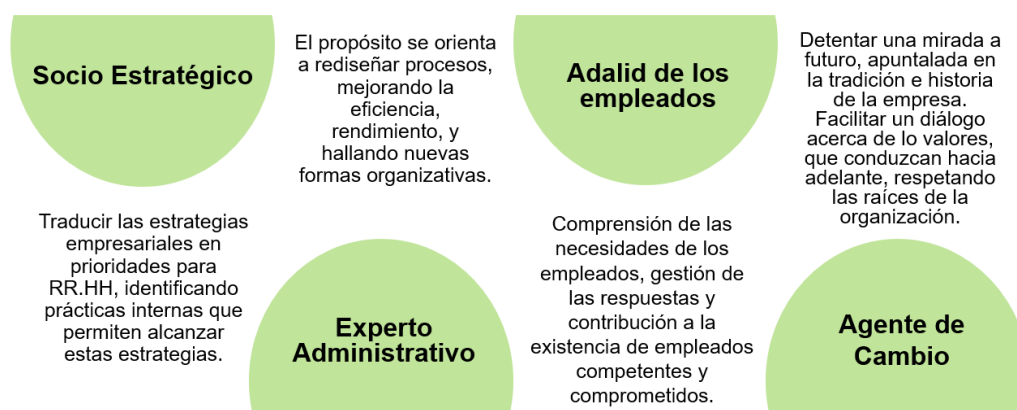 Socio Estratégico
Traducir las estrategias
empresariales en
prioridades para
RR.HH, identificando
prácticas internas que
permiten alcanzar
estas estrategias.
El propósito se orienta
a rediseñar procesos,
mejorando la
eficiencia,
rendimiento, y
hallando nuevas
formas organizativas.
Experto
Administrativo
Adalid de los
empleados
Comprensión de las
necesidades de los
empleados, gestión de
las respuestas y
contribución a la
existencia de empleados
competentes y
comprometidos.
Detentar una mirada a
futuro, apuntalada en
la tradición e historia
de la empresa.
Facilitar un diálogo
acerca de lo valores,
que conduzcan hacia
adelante, respetando
las raíces de la
organización.
Agente de
Cambio